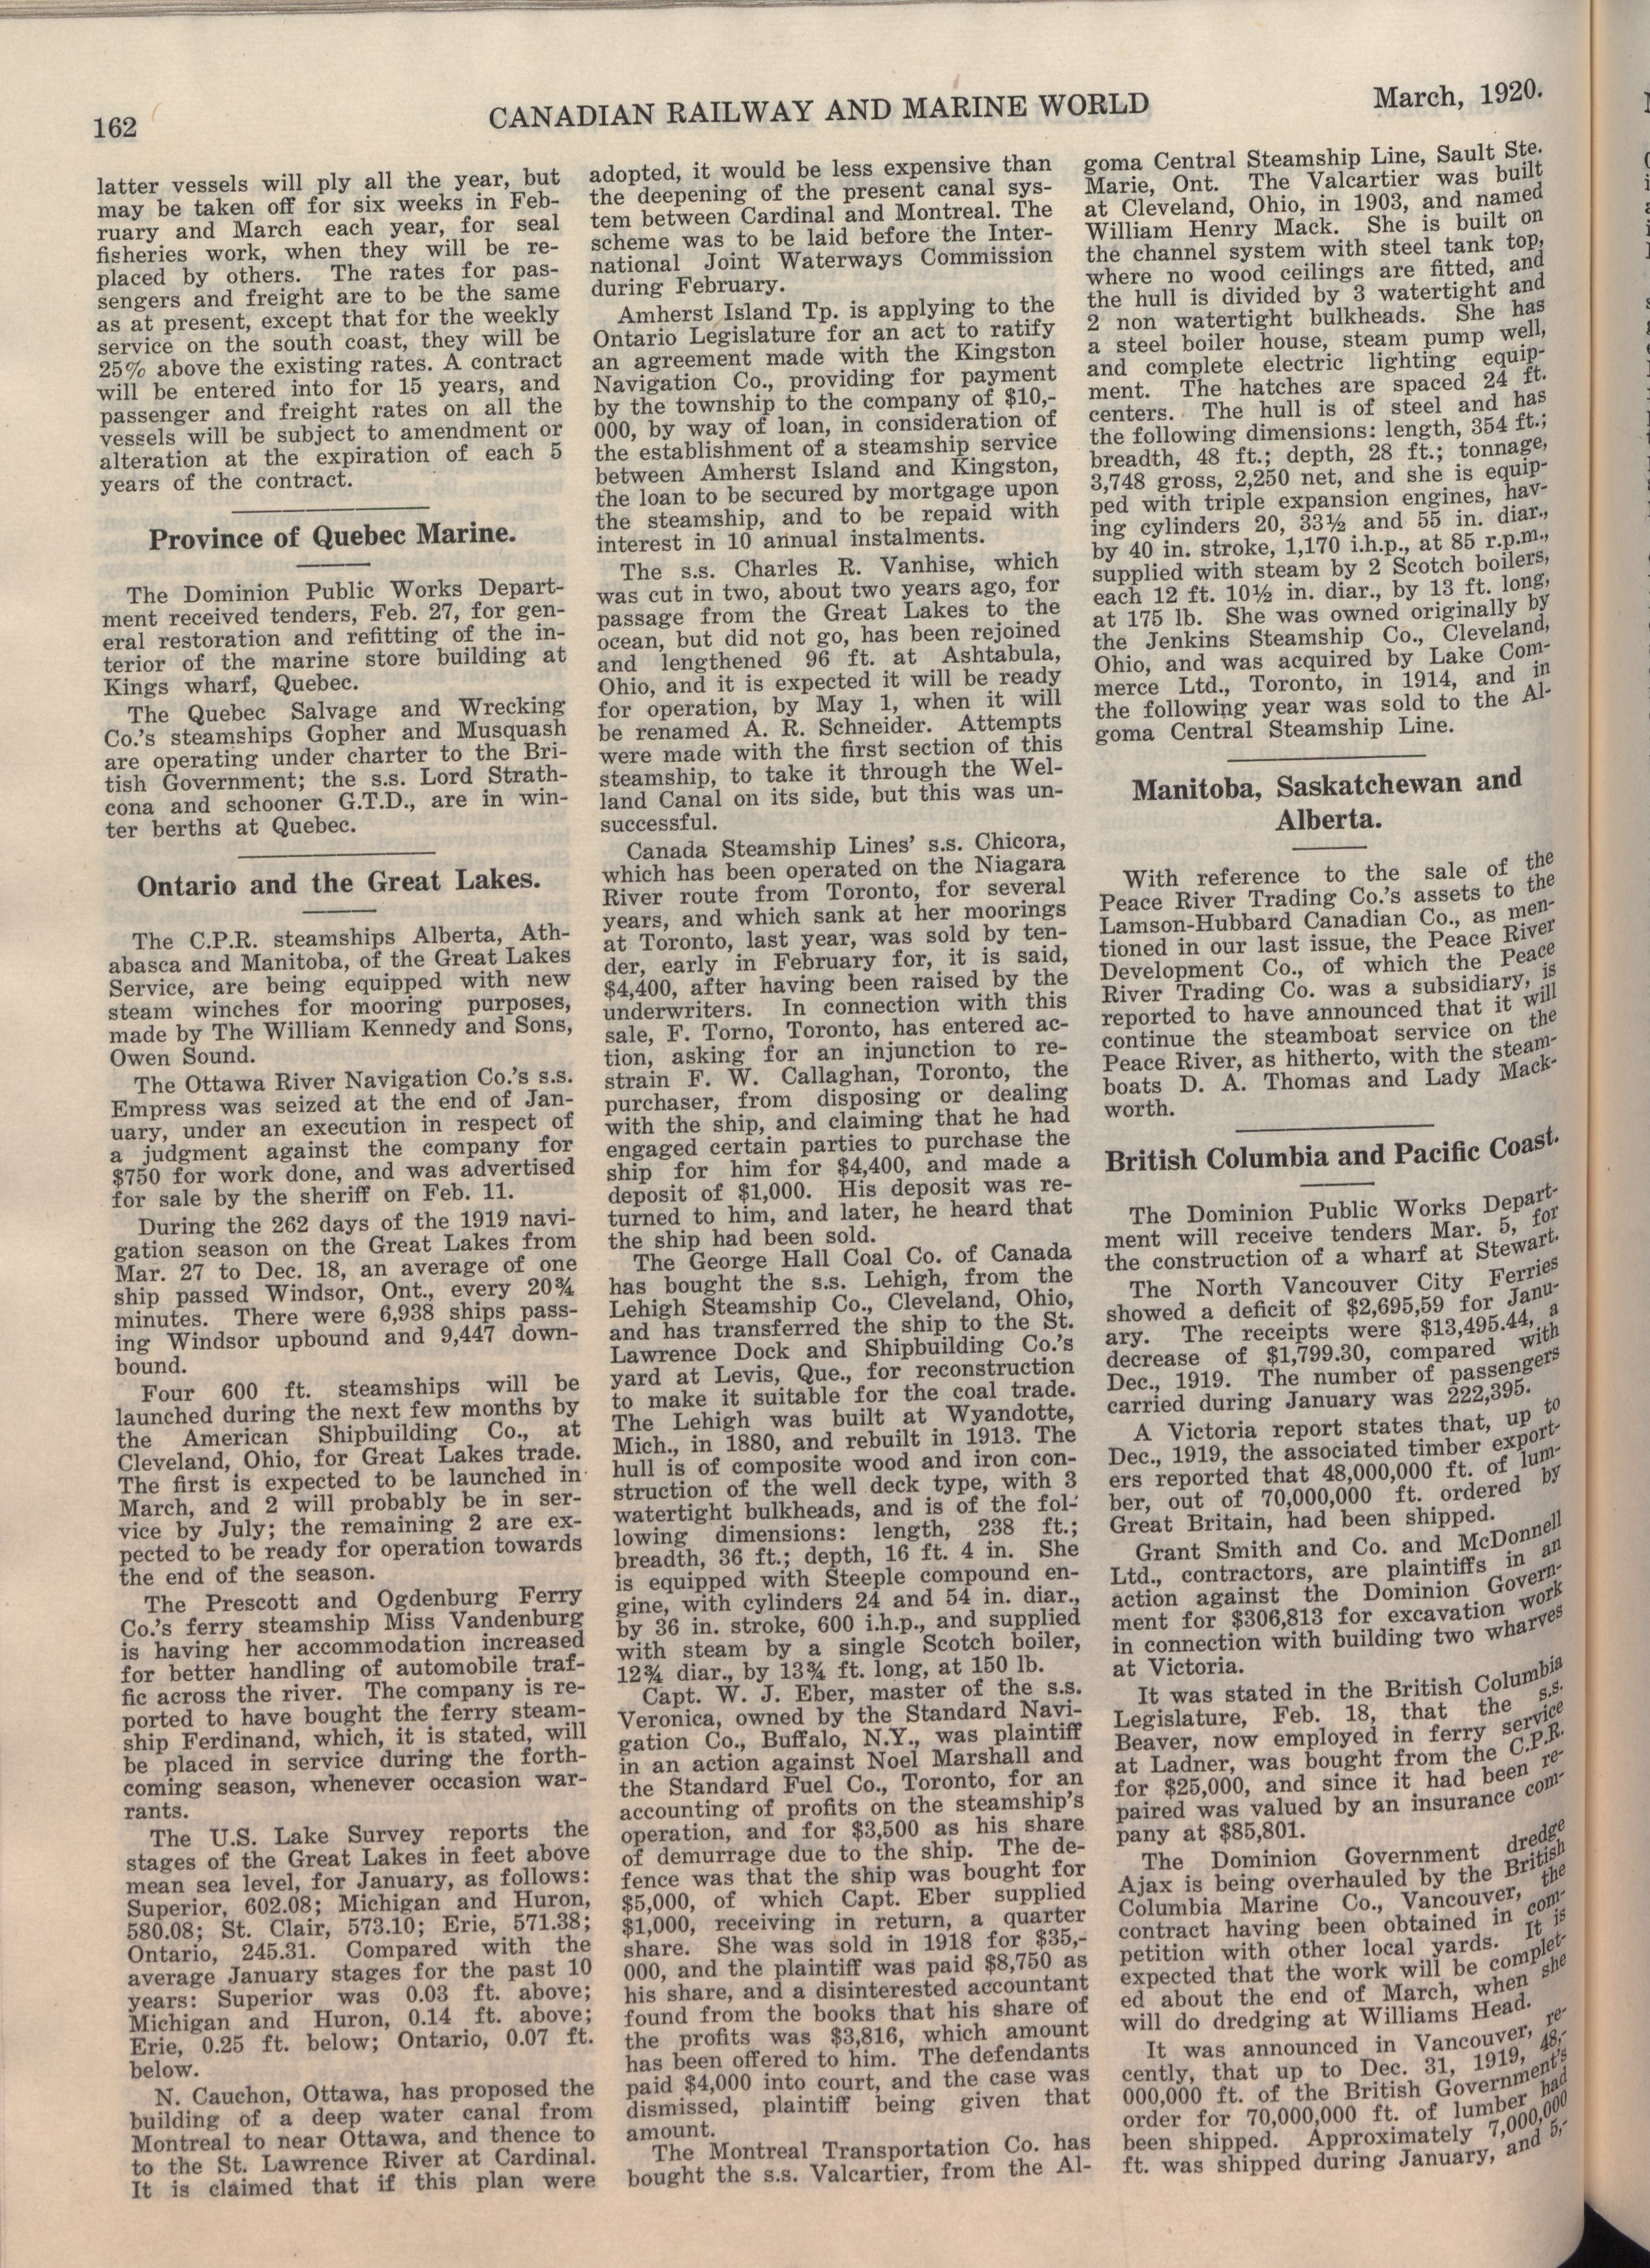 162
CANADIAN RAILWAY AND MARINE WORLD
March, 1920.
latter vessels will ply all the year, but
may be taken off for six weeks in Feb-
ruary and March each year, for seal
fisheries work, when they will be re-
placed by others. The rates for pas-
sengers and freight are to be the same
as at present, except that for the weekly
service on the south coast, they will be
25% above the existing rates. A contract
will be entered into for 15 years, and
passenger and freight rates on all the
vessels will be subject to amendment or
alteration at the expiration of each 5
years of the contract.
Province of Quebec Marine.
The Dominion Public Works Depart-
ment received tenders, Feb. 27, for gen-
eral restoration and refitting of the in-
terior of the marine store building at
Kings wharf, Quebec.
The Quebec Salvage and Wrecking
Co.'s steamships Gopher and Musquash
are operating under charter to the Bri-
tish Government; the s.s. Lord Strath-
cona and schooner G.T.D., are in win-
ter berths at Quebec.
Ontario and the Great Lakes.
The C.P.R. steamships Alberta, Ath-
abasca and Manitoba, of the Great Lakes
Service, are being equipped with new
steam winches for mooring purposes,
made by The William Kennedy and Sons,
Owen Sound.
The Ottawa River Navigation Co.'s s.s.
Empress was seized at the end of Jan-
uary, under an execution in respect of
a judgment against the company for
$750 for work done, and was advertised
for sale by the sheriff on Feb. 11.
During the 262 days of the 1919 navi-
gation season on the Great Lakes from
Mar. 27 to Dec. 18, an average of one
ship passed Windsor, Ont., every 20¾
minutes. There were 6,938 ships pass-
ing Windsor upbound and 9,447 down-
bound.
Four 600 ft. steamships will be
launched during the next few months by
the American Shipbuilding Co., at
Cleveland, Ohio, for Great Lakes trade.
The first is expected to be launched in
March, and 2 will probably be in ser-
vice by July; the remaining 2 are ex-
pected to be ready for operation towards
the end of the season.
The Prescott and Ogdenburg Ferry
Co.'s ferry steamship Miss Vandenburg
is having her accommodation increased
for better handling of automobile traf-
fic across the river. The company is re-
ported to have bought the ferry steam-
ship Ferdinand, which, it is stated, will
be placed in service during the forth-
coming season, whenever occasion war-
rants.
The U.S. Lake Survey reports the
stages of the Great Lakes in feet above
mean sea level, for January, as follows:
Superior, 602.08; Michigan and Huron,
580.08; St. Clair, 573.10; Erie, 571.38;
Ontario, 245.31. Compared with the
average January stages for the past 10
years: Superior was 0.03 ft. above;
Michigan and Huron, 0.14 ft. above;
Erie, 0.25 ft. below; Ontario, 0.07 ft.
below.
N. Cauchon, Ottawa, has proposed the
building of a deep water canal from
Montreal to near Ottawa, and thence to
to the St. Lawrence River at Cardinal.
It is claimed that if this plan were
adopted, it would be less expensive than
the deepening of the present canal sys-
tem between Cardinal and Montreal. The
scheme was to be laid before the Inter-
national Joint Waterways Commission
during February.
Amherst Island Tp. is applying to the
Ontario Legislature for an act to ratify
an agreement made with the Kingston
Navigation Co., providing for payment
by the township to the company of $10,-
000, by way of loan, in consideration of
the establishment of a steamship service
between Amherst Island and Kingston,
the loan to be secured by mortgage upon
the steamship, and to be repaid with
interest in 10 annual instalments.
The s.s. Charles R. Vanhise, which
was cut in two, about two years ago, for
passage from the Great Lakes to the
ocean, but did not go, has been rejoined
and lengthened 96 ft. at Ashtabula,
Ohio, and it is expected it will be ready
for operation, by May 1, when it will
be renamed A. R. Schneider. Attempts
were made with the first section of this
steamship, to take it through the Wel-
land Canal on its side, but this was un-
successful.
Canada Steamship Lines' s.s. Chicora,
which has been operated on the Niagara
River route from Toronto, for several
years, and which sank at her moorings
at Toronto, last year, was sold by ten-
der, early in February for, it is said,
$4,400, after having been raised by the
underwriters. In connection with this
sale, F. Torno, Toronto, has entered ac-
tion, asking for an injunction to re-
strain F. W. Callaghan, Toronto, the
purchaser, from disposing or dealing
with the ship, and claiming that he had
engaged certain parties to purchase the
ship for him for $4,400, and made a
deposit of $1,000. His deposit was re-
turned to him, and later, he heard that
the ship had been sold.
The George Hall Coal Co. of Canada
has bought the s.s. Lehigh, from the
Lehigh Steamship Co., Cleveland, Ohio,
and has transferred the ship to the St.
Lawrence Dock and Shipbuilding Co.'s
yard at Levis, Que., for reconstruction
to make it suitable for the coal trade.
The Lehigh was built at Wyandotte,
Mich., in 1880, and rebuilt in 1913. The
hull is of composite wood and iron con-
struction of the well deck type, with 3
watertight bulkheads, and is of the fol-
lowing dimensions: length, 238 ft.;
breadth, 36 ft.; depth, 16 ft. 4 in. She
is equipped with Steeple compound en-
gine, with cylinders 24 and 54 in. diar.,
by 36 in. stroke, 600 i.h.p., and supplied
with steam by a single Scotch boiler,
12¾ diar., by 13¾ ft. long, at 150 lb.
Capt. W. J. Eber, master of the s.s.
Veronica, owned by the Standard Navi-
gation Co., Buffalo, N.Y., was plaintiff
in an action against Noel Marshall and
the Standard Fuel Co., Toronto, for an
accounting of profits on the steamship's
operation, and for $3,500 as his share
of demurrage due to the ship. The de-
fence was that the ship was bought for
$5,000, of which Capt. Eber supplied
$1,000, receiving in return, a quarter
share. She was sold in 1918 for $35,-
000, and the plaintiff was paid $8,750 as
his share, and a disinterested accountant
found from the books that his share of
the profits was $3,816, which amount
has been offered to him. The defendants
paid $4,000 into court, and the case was
dismissed, plaintiff being given that
amount.
The Montreal Transportation Co. has
bought the s.s. Valcartier, from the Al-
goma Central Steamship Line, Sault Ste.
Marie, Ont. The Valcartier was built
at Cleveland, Ohio, in 1903, and named
William Henry Mack. She is built on
the channel system with steel tank top,
where no wood ceilings are fitted, and
the hull is divided by 3 watertight and
2 non watertight bulkheads. She has
a steel boiler house, steam pump well,
and complete electric lighting equip-
ment. The hatches are spaced 24 ft.
centers. The hull is of steel and has
the following dimensions: length, 354 ft.;
breadth, 48 ft.; depth, 28 ft.; tonnage,
3,748 gross, 2,250 net, and she is equip-
ped with triple expansion engines, hav-
ing cylinders 20, 33½ and 55 in. diar.,
by 40 in. stroke, 1,170 i.h.p., at 85 r.p.m.,
supplied with steam by 2 Scotch boilers,
each 12 ft. 10½ in. diar., by 13 ft. long,
at 175 lb. She was owned originally by
the Jenkins Steamship Co., Cleveland,
Ohio, and was acquired by Lake Com-
merce Ltd., Toronto, in 1914, and in
the following year was sold to the Al-
goma Central Steamship Line.
Manitoba, Saskatchewan and
Alberta.
With reference to the sale of the
Peace River Trading Co.'s assets to the
Lamson-Hubbard Canadian Co., as men-
tioned in our last issue, the Peace River
Development Co., of which the Peace
River Trading Co. was a subsidiary, is
reported to have announced that it will
continue the steamboat service on the
Peace River, as hitherto, with the steam-
boats D. A. Thomas and Lady Mack-
worth.
British Columbia and Pacific Coast.
The Dominion Public Works Depart-
ment will receive tenders Mar. 5, for
the construction of a wharf at Stewart.
The North Vancouver City Ferries
showed a deficit of $2,695,59 for Janu-
ary. The receipts were $13,495.44, a
decrease of $1,799.30, compared with
Dec., 1919. The number of passengers
carried during January was 222,395.
A Victoria report states that, up to
Dec., 1919, the associated timber export-
ers reported that 48,000,000 ft. of lum-
ber, out of 70,000,000 ft. ordered by
Great Britain, had been shipped.
Grant Smith and Co. and McDonnell
Ltd., contractors, are plaintiffs in an
action against the Dominion Govern-
ment for $306,813 for excavation work
in connection with building two wharves
at Victoria.
It was stated in the British Columbia
Legislature, Feb. 18, that the s.s.
Beaver, now employed in ferry service
at Ladner, was bought from the C.P.R.
for $25,000, and since it had been re-
paired was valued by an insurance com-
pany at $85,801.
The Dominion Government dredge
Ajax is being overhauled by the British
Columbia Marine Co., Vancouver, the
contract having been obtained in com-
petition with other local yards. It is
expected that the work will be complet-
ed about the end of March, when she
will do dredging at Williams Head.
It was announced in Vancouver, re-
cently, that up to Dec. 31, 1919, 48,-
000,000 ft. of the British Government's
order for 70,000,000 ft. of lumber had
been shipped. Approximately 7,000,000
ft. was shipped during January, and 5,-